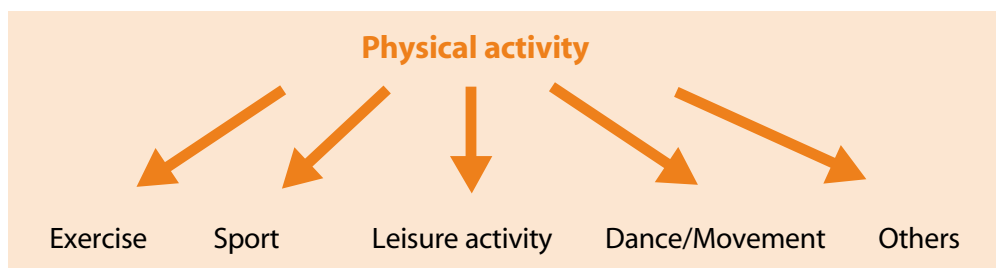 Physical activity
Exercise Sport Leisure activity Dance/Movement Others